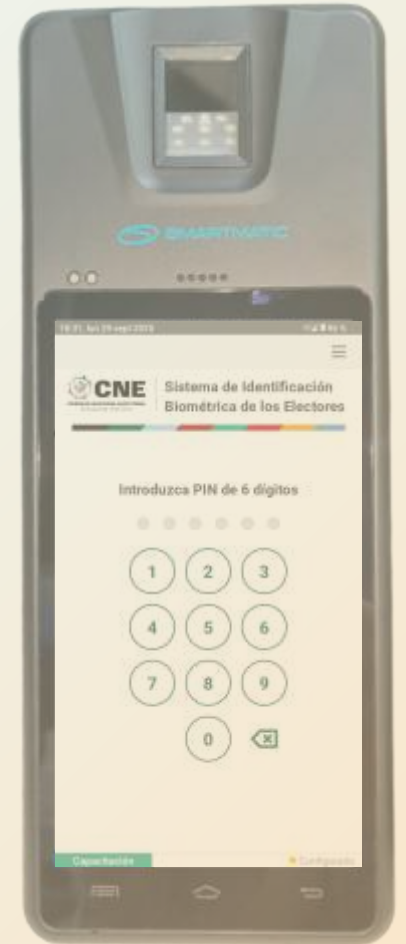 SMARTMATIC
CNE
Sistema de Identificación
Biométrica de los Electores
Introduzca PIN de 6 dígitos
1 2 3
4 5 6
7 8 9
0
Capacitación
Configurado